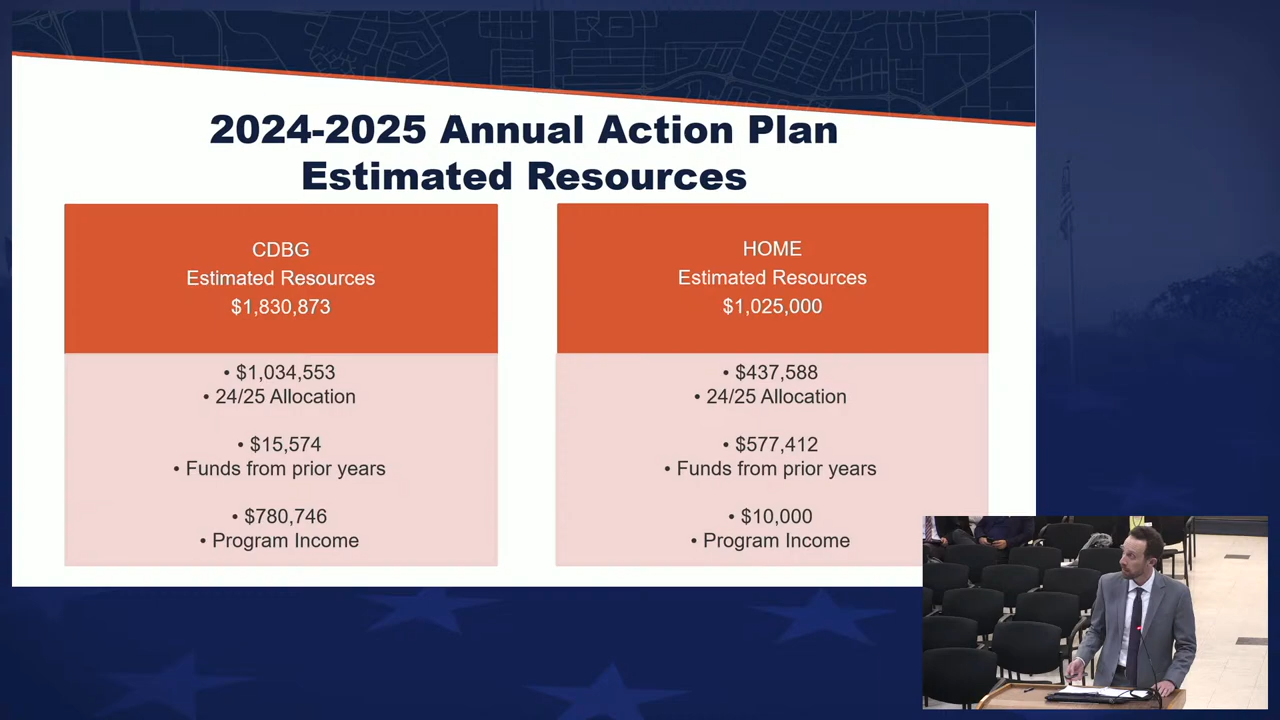 2024-2025 Annual Action Plan
Estimated Resources
CDBG
Estimated Resources
$1,830,873
• $1,034,553
• 24/25 Allocation
• $15,574
• Funds from prior years
• $780,746
• Program Income
HOME
Estimated Resources
$1,025,000
• $437,588
• 24/25 Allocation
• $577,412
• Funds from prior years
• $10,000
• Program Income